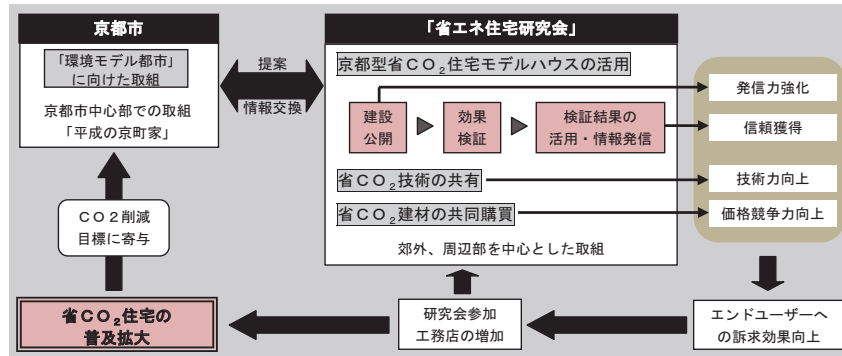 京都市
「環境モデル都市」
に向けた取組
京都市中心部での取組
「平成の京町家」
提案
情報交換
「省エネ住宅研究会」
京都型省CO₂住宅モデルハウスの活用
建設
公開
効果
検証
検証結果の
活用・情報発信
省CO₂技術の共有
省CO₂建材の共同購買
郊外、周辺部を中心とした取組
発信力強化
信頼獲得
技術力向上
価格競争力向上
エンドユーザーへ
の訴求効果向上
研究会参加
工務店の増加
省CO₂住宅の
普及拡大
CO2削減
目標に寄与